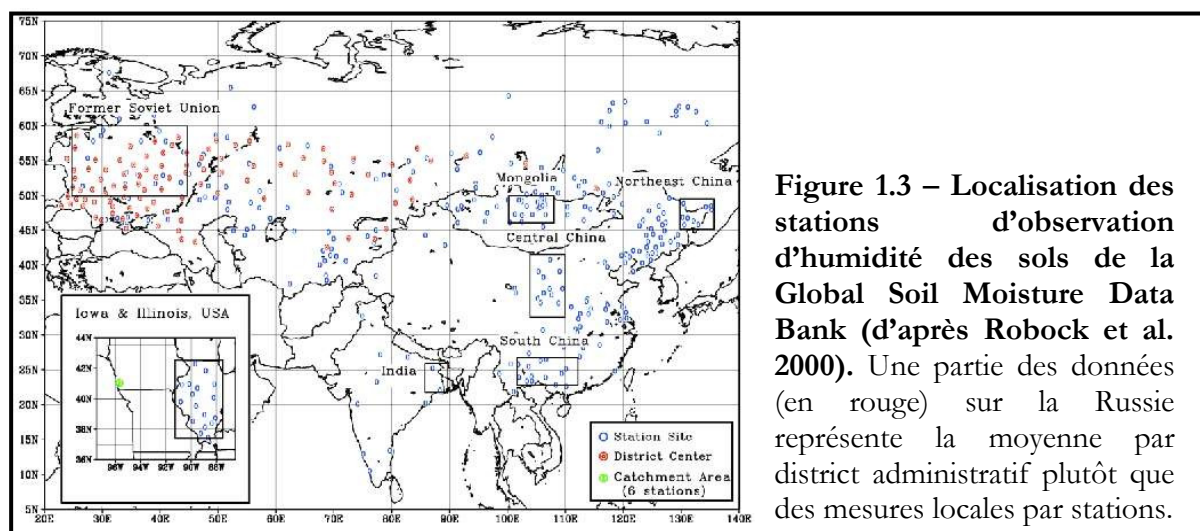 75N
70N
65N
60N
55N
50N
45N
40N
35N
30N
25N
20N
15N
10N
5N
20E 30E 40E 50E 60E 70E 80E 90E 100E 110E 120E 130E 140E
Former Soviet Union
Mongolia
Northeast China
Central China
South China
India
Iowa & Illinois, USA
44N
42N
40N
38N
36N
96W 94W 92W 90W 88W
Station Site
District Center
Catchment Area
(6 stations)
Figure 1.3 – Localisation des
stations d'observation
d'humidité des sols de la
Global Soil Moisture Data
Bank (d'après Robock et al.
2000). Une partie des données
(en rouge) sur la Russie
représente la moyenne par
district administratif plutôt que
des mesures locales par stations.